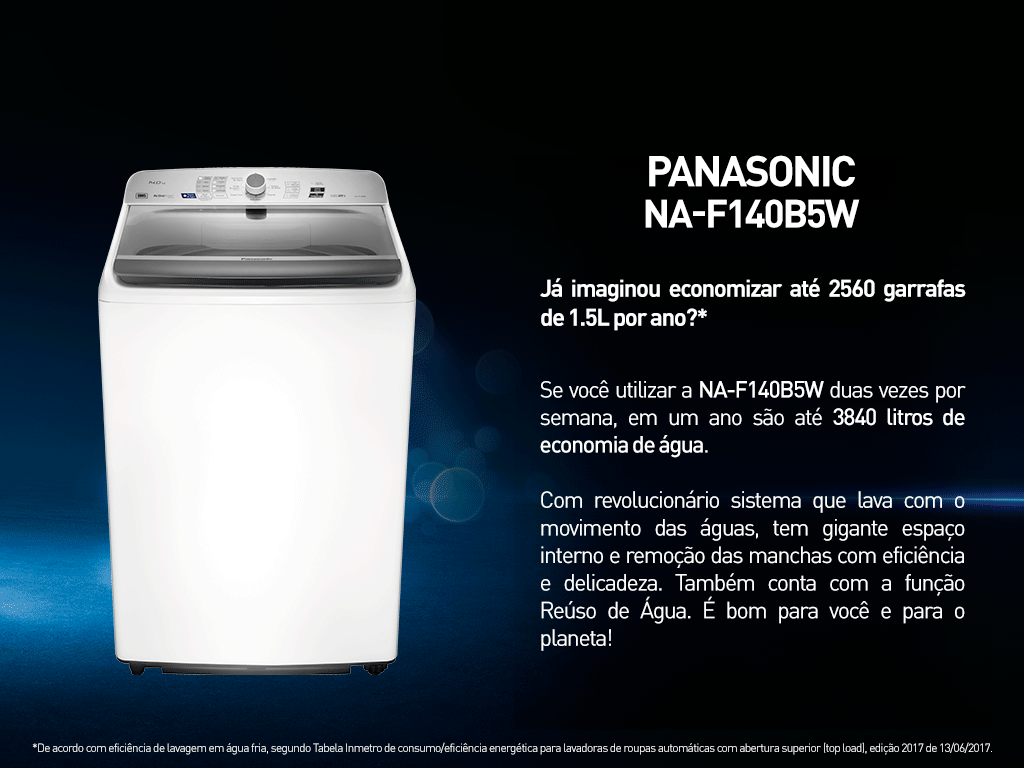 PANASONIC
NA-F140B5W
Já imaginou economizar até 2560 garrafas
de 1.5L por ano?*
Se você utilizar a NA-F140B5W duas vezes por
semana, em um ano são até 3840 litros de
economia de água.
Com revolucionário sistema que lava com o
movimento das águas, tem gigante espaço
interno e remoção das manchas com eficiência
e delicadeza. Também conta com a função
Reúso de Água. É bom para você e para o
planeta!
Panasonic
*De acordo com eficiência de lavagem em água fria, segundo Tabela Inmetro de consumo/eficiência energética para lavadoras de roupas automáticas com abertura superior (top load), edição 2017 de 13/06/2017.